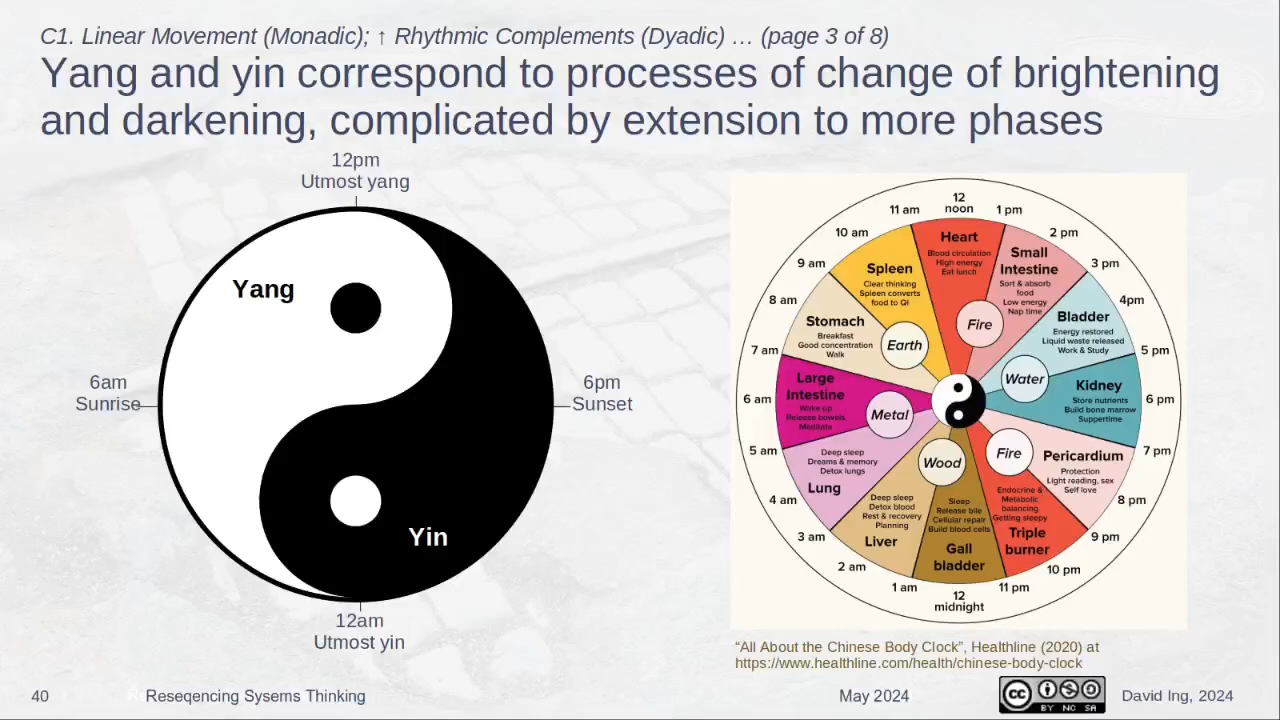 C1. Linear Movement (Monadic); ↑ Rhythmic Complements (Dyadic) … (page 3 of 8)
Yang and yin correspond to processes of change of brightening
and darkening, complicated by extension to more phases
12pm
Utmost yang
Yang
6am
Sunrise
6pm
Sunset
Yin
12am
Utmost yin
12
noon
1 pm
2 pm
3 pm
4pm
5 pm
6 pm
7 pm
8 pm
9 pm
10 pm
11 pm
12
midnight
1 am
2 am
3 am
4 am
5 am
6 am
7 am
8 am
9 am
10 am
11 am
Heart
Blood circulation
High energy
Eat lunch
Small
Intestine
Sort & absorb
food
Low energy
Nap time
Fire
Bladder
Energy restored
Liquid waste released
Work & Study
Water
Kidney
Store nutrients
Build bone marrow
Suppertime
Pericardium
Protection
Light reading, sex
Self love
Fire
Endocrine &
Metabolic
balancing
Getting sleepy
Triple
burner
Sleep
Release bile
Cellular repair
Build blood cells
Gall
bladder
Wood
Deep sleep
Detox blood
Rest & recovery
Planning
Liver
Deep sleep
Dreams & memory
Detox lungs
Lung
Metal
Large
Intestine
Wake up
Release bowels
Meditate
Stomach
Breakfast
Good concentration
Walk
Earth
Spleen
Clear thinking
Spleen converts
food to QI
“All About the Chinese Body Clock”, Healthline (2020) at
https://www.healthline.com/health/chinese-body-clock
40
Reseqencing Sysems Thinking
May 2024
cc
BY NC SA
David Ing, 2024